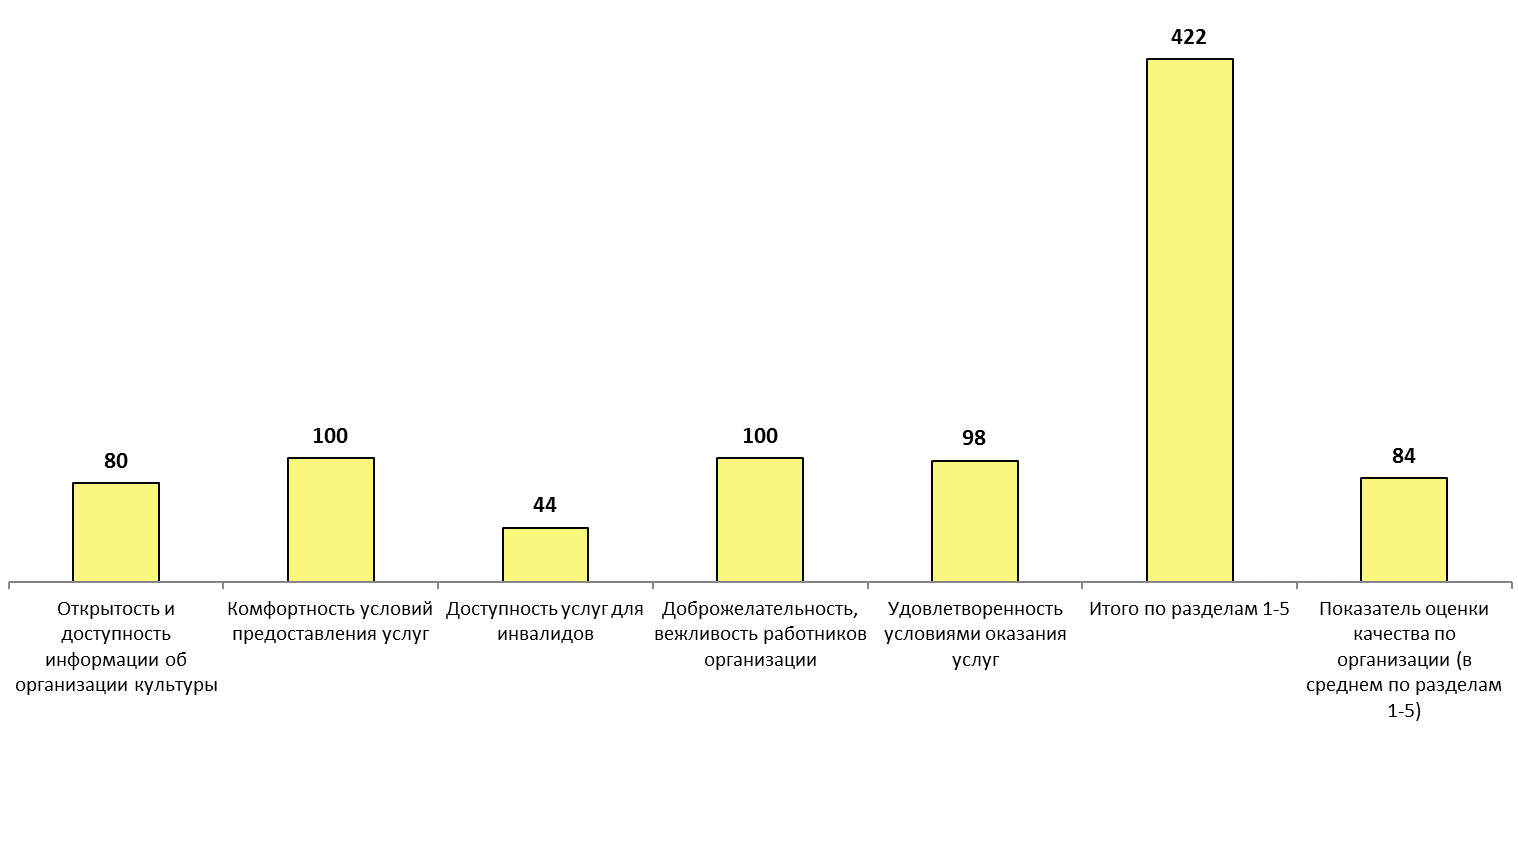 422
100
100
98
84
80
44
Открытость и
доступность
информации об
организации культуры
Комфортность условий
предоставления услуг
Доступность услуг для
инвалидов
Доброжелательность,
вежливость работников
организации
Удовлетворенность
условиями оказания
услуг
Итого по разделам 1-5
Показатель оценки
качества по
организации (в
среднем по разделам
1-5)